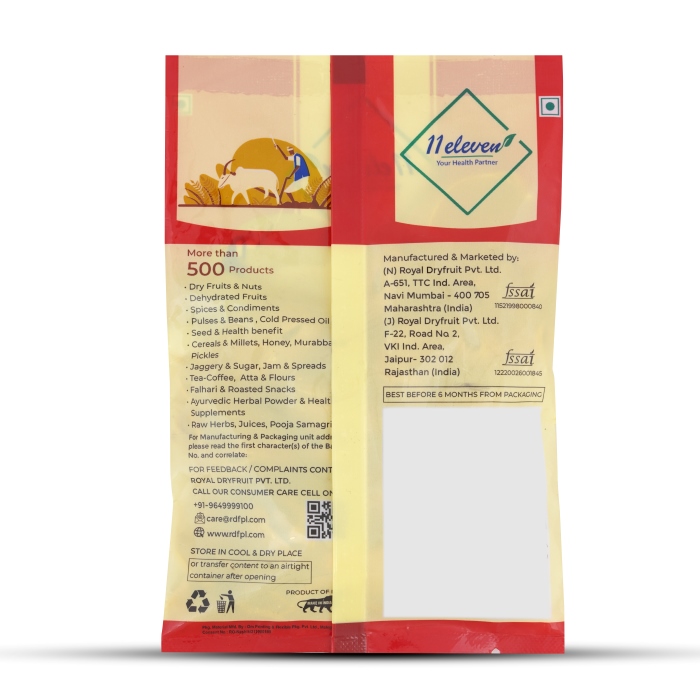 More than
500 Products
· Dry Fruits & Nuts
· Dehydrated Fruits
· Spices & Condiments
· Pulses & Beans , Cold Pressed Oil
· Seed & Health benefit
· Cereals & Millets, Honey, Murabba
Pickles
· Jaggery & Sugar, Jam & Spreads
· Tea-Coffee, Atta & Flours
· Falhari & Roasted Snacks
· Ayurvedic Herbal Powder & Healt
Supplements
· Raw Herbs, Juices, Pooja Samagri
For Manufacturing & Packaging unit addr
please read the first character(s) of the Ba
No. and correlate:
FOR FEEDBACK / COMPLAINTS CONT
ROYAL DRYFRUIT PVT. LTD.
CALL OUR CONSUMER CARE CELL ON
+91-9649999100
care@rdfpl.com
www.rdfpl.com
STORE IN COOL & DRY PLACE
or transfer content to an airtight
container after opening
PRODUCT OF
MAKE IN INDIA
11 eleven
Your Health Partner
Manufactured & Marketed by:
(N) Royal Dryfruit Pvt. Ltd.
A-651, TTC Ind. Area,
Navi Mumbai - 400 705
Maharashtra (India)
fssai
11521998000840
(J) Royal Dryfruit Pvt. Ltd.
F-22, Road No. 2,
VKI Ind. Area,
Jaipur- 302 012
Rajasthan (India)
fssai
12220026001845
BEST BEFORE 6 MONTHS FROM PACKAGING